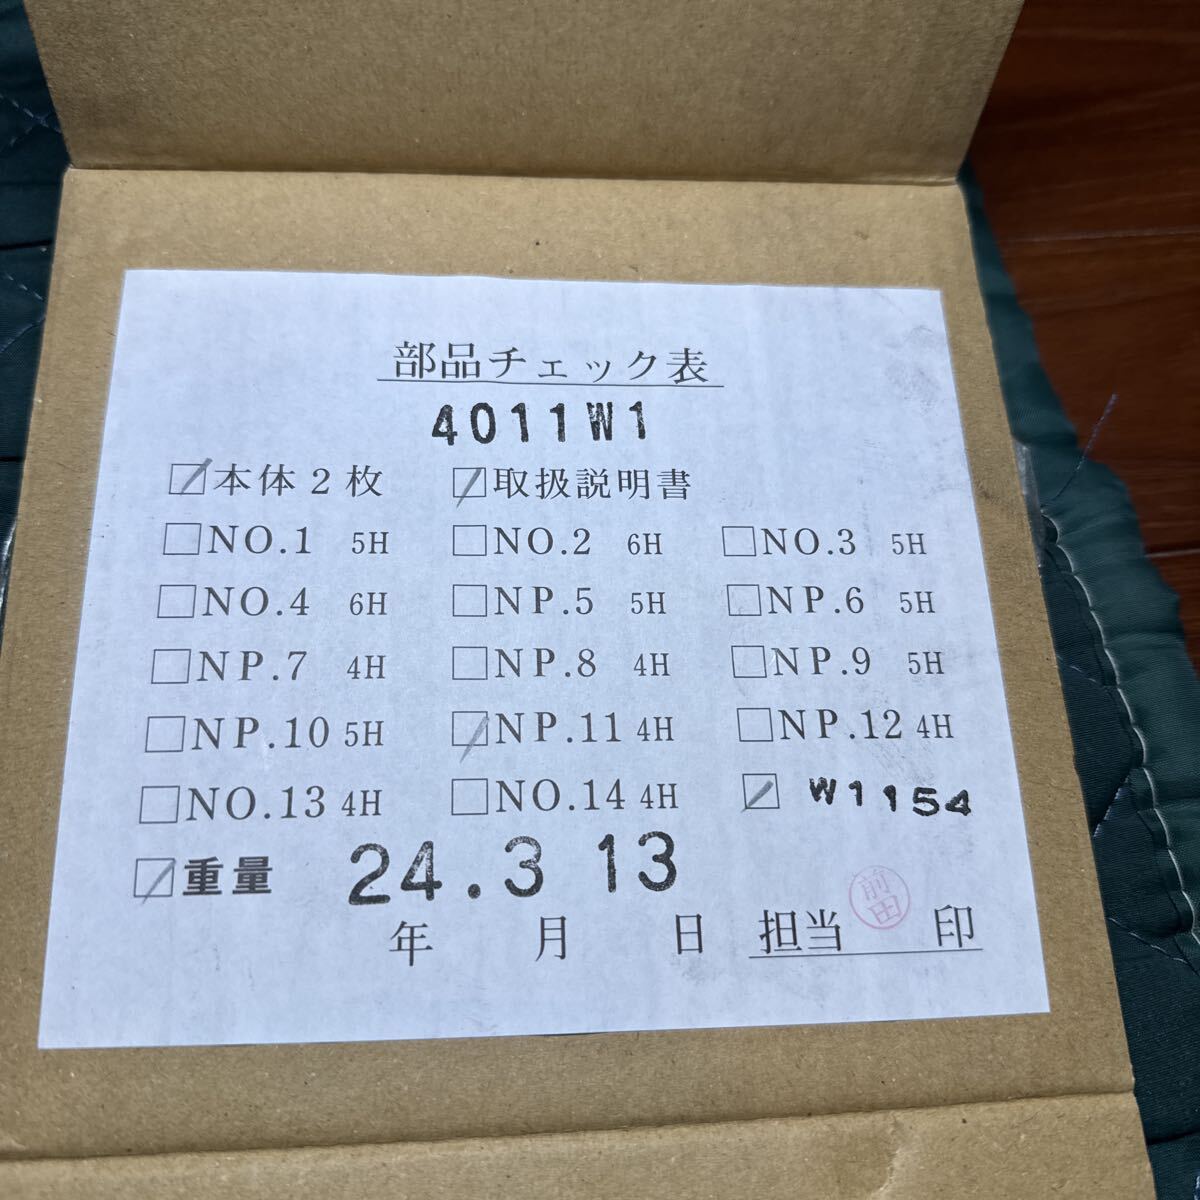 部品チェック表
4011W1
本体2枚 取扱説明書
NO.1 5H NO.2 6H NO.3 5H
NO.4 6H NP.5 5H NP.6 5H
NP.7 4H NP.8 4H NP.9 5H
NP.10 5H NP.11 4H NP.12 4H
NO.13 4H NO.14 4H W1154
重量 24.3 13
年 月 日 担当 前田 印